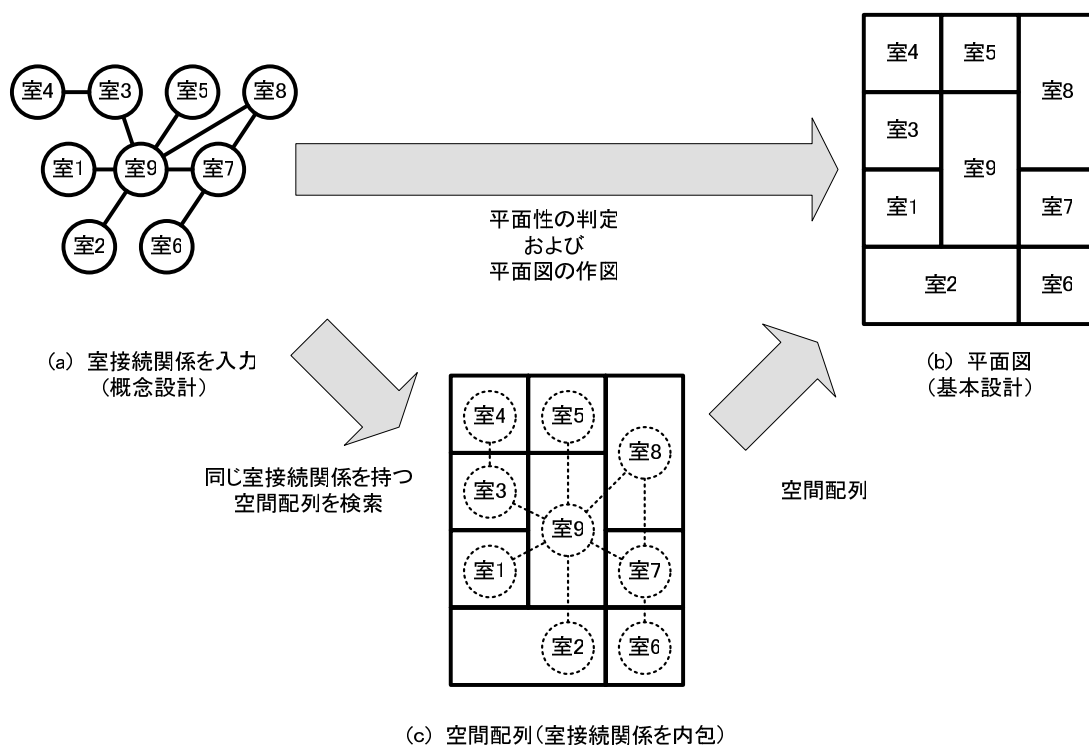 室4
室3
室5
室8
室1
室9
室7
室2
室6
(a) 室接続関係を入力
(概念設計)
平面性の判定
および
平面図の作図
室4
室5
室8
室3
室9
室1
室7
室2
室6
(b) 平面図
(基本設計)
同じ室接続関係を持つ
空間配列を検索
室4
室5
室8
室3
室9
室1
室7
室2
室6
空間配列
(c) 空間配列(室接続関係を内包)